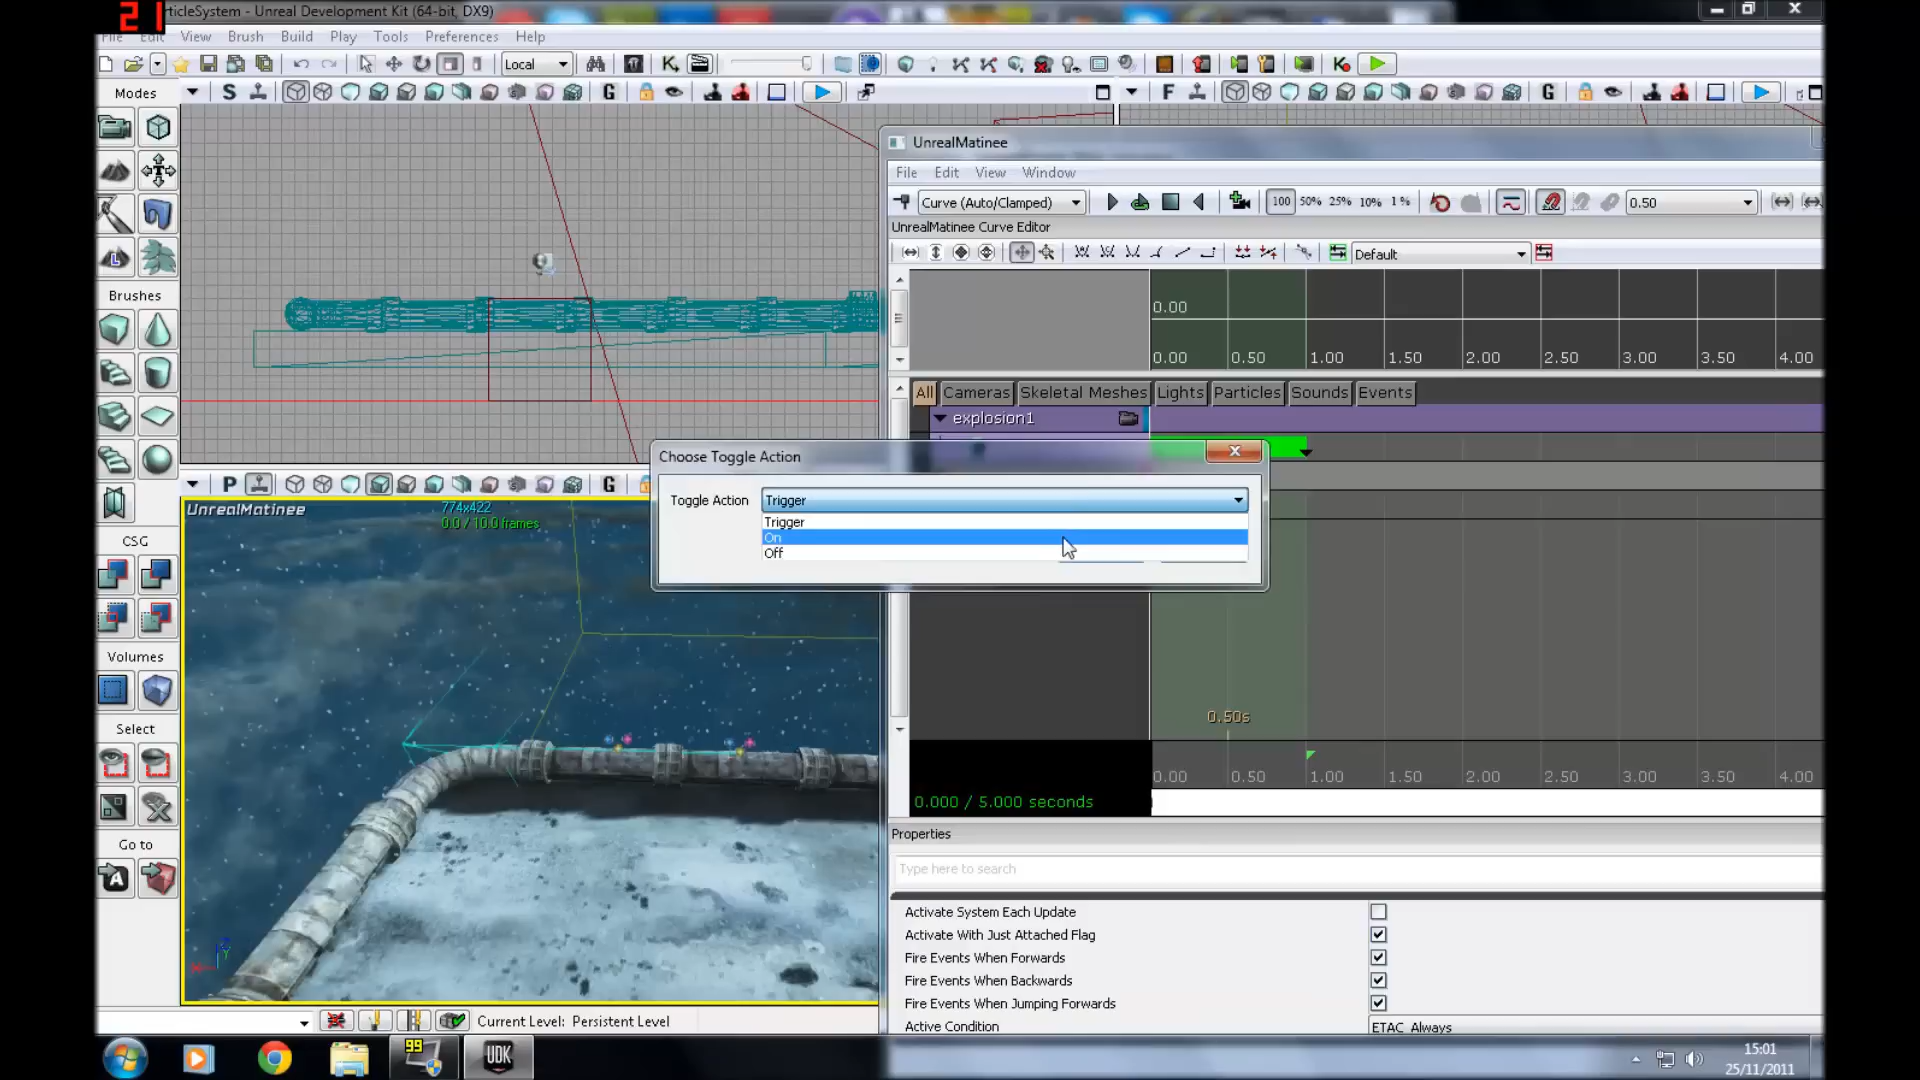 21
rticleSystem - Unreal Development Kit (64-bit, DX9)
File Edit View Brush Build Play Tools Preferences Help
Local
Modes
S
G
F
G
Brushes
CSG
Volumes
Select
Go to
P
G
UnrealMatinee
774x422
0.0 / 10.0 frames
UnrealMatinee
File Edit View Window
Curve (Auto/Clamped)
100 50% 25% 10% 1%
0.50
UnrealMatinee Curve Editor
Default
0.00
0.00 0.50 1.00 1.50 2.00 2.50 3.00 3.50 4.00
All Cameras Skeletal Meshes Lights Particles Sounds Events
explosion1
Choose Toggle Action
Toggle Action Trigger
Trigger
On
Off
0.50s
0.00 0.50 1.00 1.50 2.00 2.50 3.00 3.50 4.00
0.000 / 5.000 seconds
Properties
Type here to search
Activate System Each Update
Activate With Just Attached Flag
Fire Events When Forwards
Fire Events When Backwards
Fire Events When Jumping Forwards
Active Condition ETAC_Always
Current Level: Persistent Level
99
UDK
15:01
25/11/2011